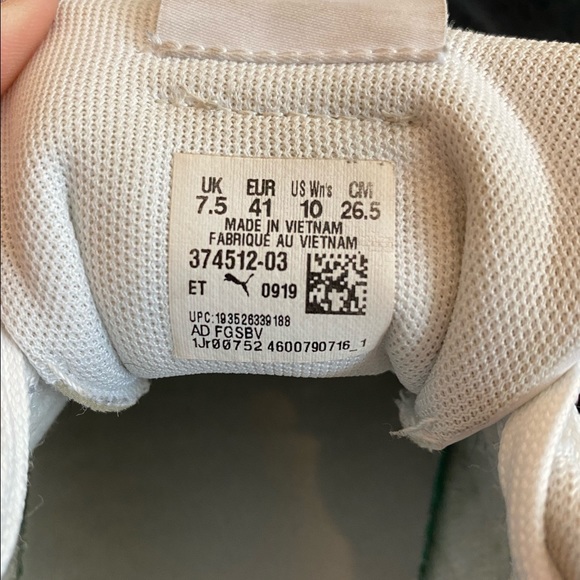 UK EUR US Wn's CM
7.5 41 10 26.5
MADE IN VIETNAM
FABRIQUÉ AU VIETNAM
374512-03
ET 0919
UPC:193526339188
AD FGSBV
1Jr00752 4600790716_1